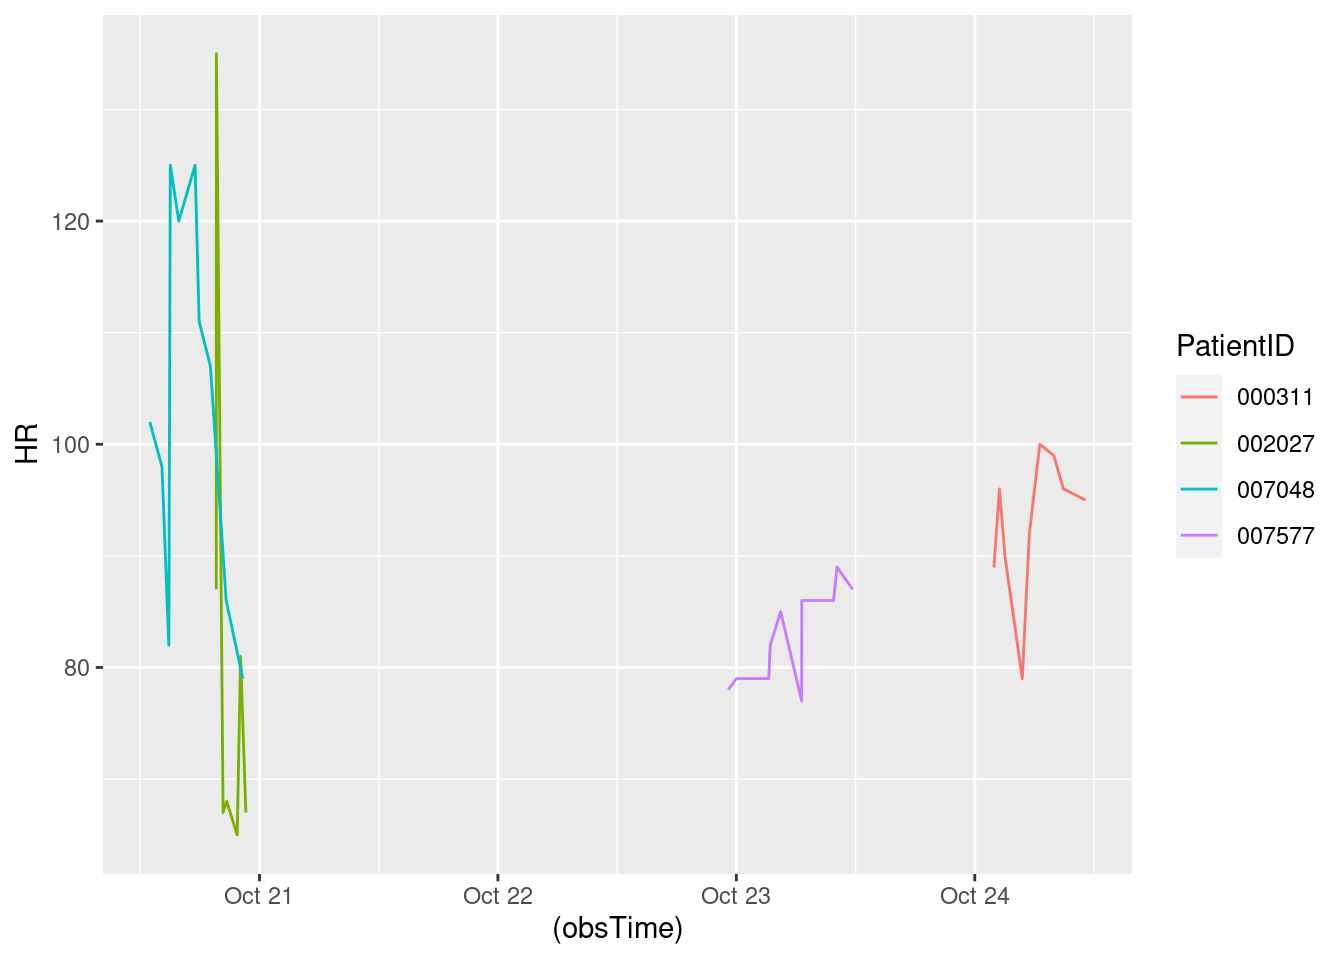 120
100
80
HR
Oct 21
Oct 22
Oct 23
Oct 24
(obsTime)
PatientID
000311
002027
007048
007577